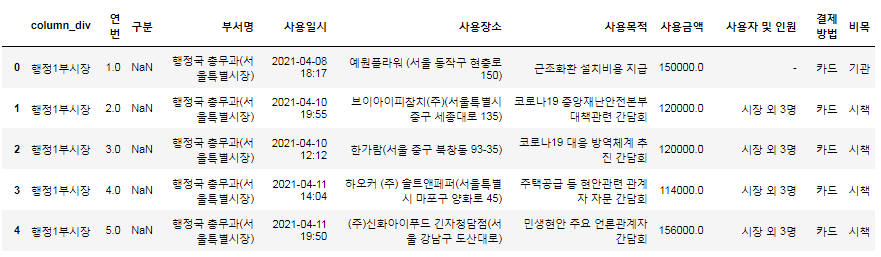 column_div 연번 구분 부서명 사용일시 사용장소 사용목적 사용금액 사용자 및 인원 결제방법 비목
0 행정1부시장 1.0 NaN 행정국 총무과(서울특별시장) 2021-04-08 18:17 예원플라워 (서울 동작구 현충로 150) 근조화환 설치비용 지급 150000.0 - 카드 기관
1 행정1부시장 2.0 NaN 행정국 총무과(서울특별시장) 2021-04-10 19:55 브이아이피참치(주)(서울특별시 중구 세종대로 135) 코로나19 중앙재난안전본부 대책관련 간담회 120000.0 시장 외 3명 카드 시책
2 행정1부시장 3.0 NaN 행정국 총무과(서울특별시장) 2021-04-10 12:12 한가람(서울 중구 북창동 93-35) 코로나19 대응 방역체계 추진 간담회 120000.0 시장 외 3명 카드 시책
3 행정1부시장 4.0 NaN 행정국 총무과(서울특별시장) 2021-04-11 14:04 하오커 (주) 솔트앤페퍼(서울특별시 마포구 양화로 45) 주택공급 등 현안관련 관계자 자문 간담회 114000.0 시장 외 3명 카드 시책
4 행정1부시장 5.0 NaN 행정국 총무과(서울특별시장) 2021-04-11 19:50 (주)신화아이푸드 긴자청담점(서울 강남구 도산대로) 민생현안 주요 언론관계자 간담회 156000.0 시장 외 3명 카드 시책